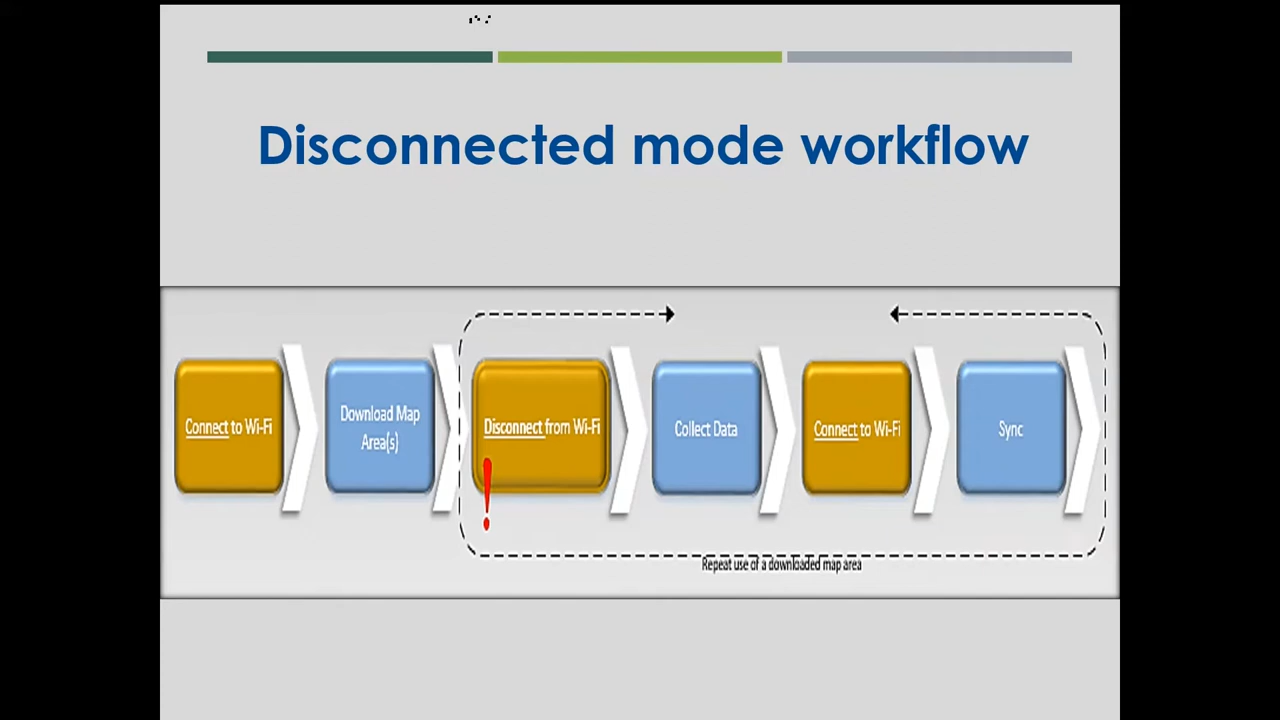 Disconnected mode workflow
Connect to Wi-Fi
Download Map
Area(s)
Disconnect from Wi-Fi
!
Collect Data
Connect to Wi-Fi
Sync
Repeat use of a downloaded map area